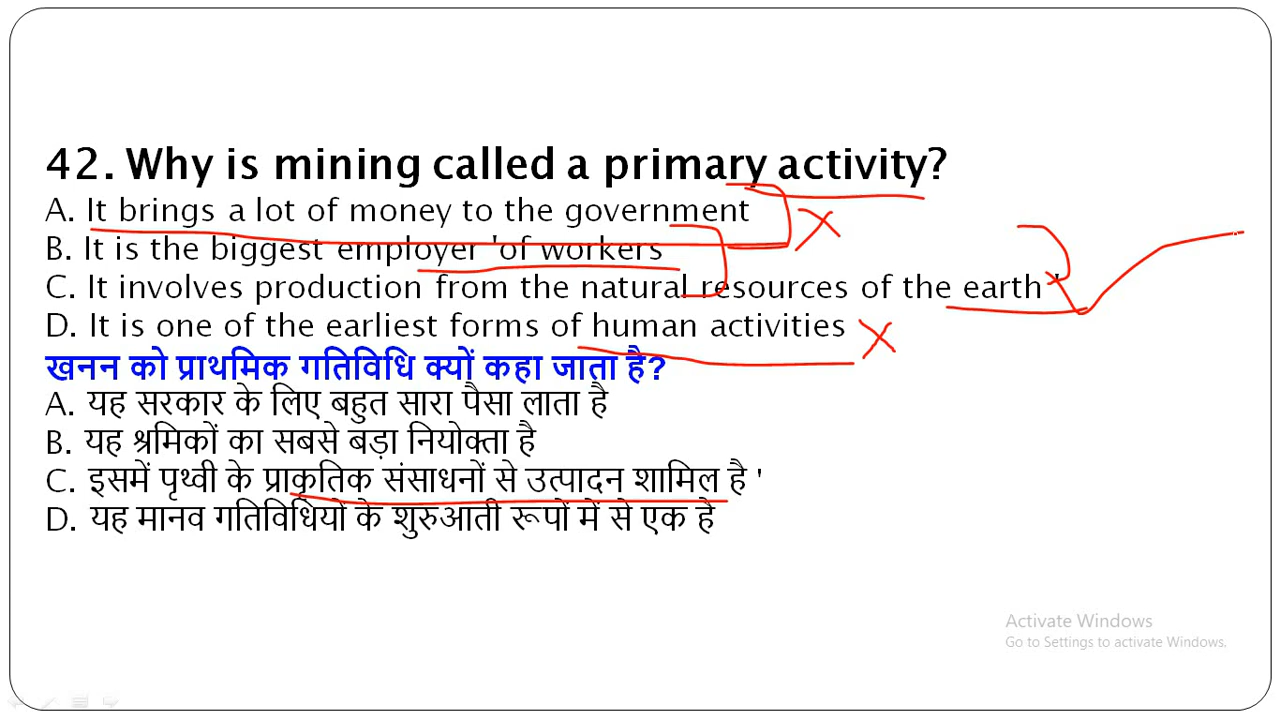 42. Why is mining called a primary activity?
A. It brings a lot of money to the government
B. It is the biggest employer 'of workers
C. It involves production from the natural resources of the earth'
D. It is one of the earliest forms of human activities
खनन को प्राथमिक गतिविधि क्यों कहा जाता है?
A. यह सरकार के लिए बहुत सारा पैसा लाता है
B. यह श्रमिकों का सबसे बड़ा नियोक्ता है
C. इसमें पृथ्वी के प्राकृतिक संसाधनों से उत्पादन शामिल है '
D. यह मानव गतिविधियों के शुरुआती रूपों में से एक है
Activate Windows
Go to Settings to activate Windows.